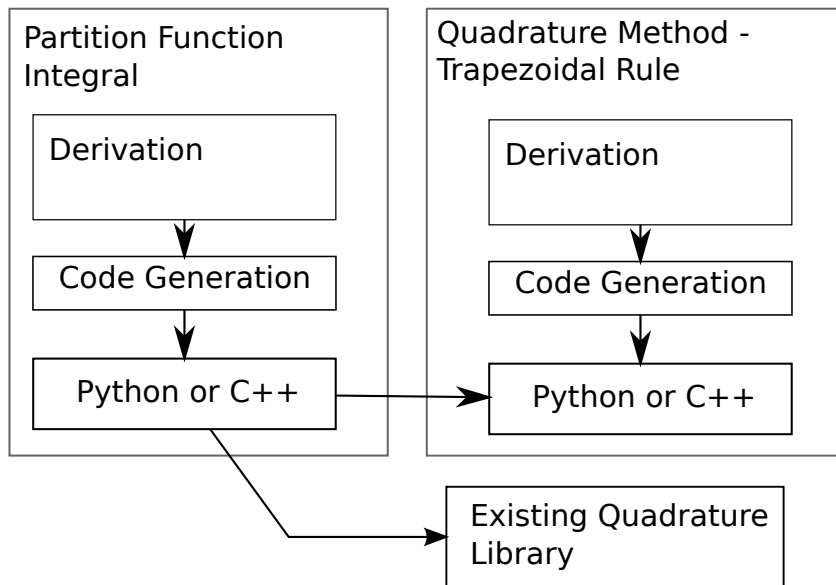 Partition Function
Integral
Derivation
Code Generation
Python or C++
Quadrature Method -
Trapezoidal Rule
Derivation
Code Generation
Python or C++
Existing Quadrature
Library